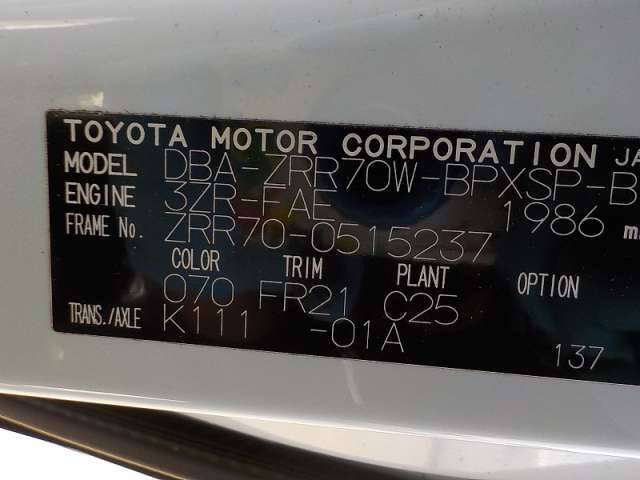 TOYOTA MOTOR CORPORATION JA
MODEL DBA-ZRR70W-BPXSP-B
ENGINE 3ZR-FAE 1986 m
FRAME No. ZRR70-0515237
COLOR TRIM PLANT OPTION
070 FR21 C25
TRANS./AXLE K111 -01A 137